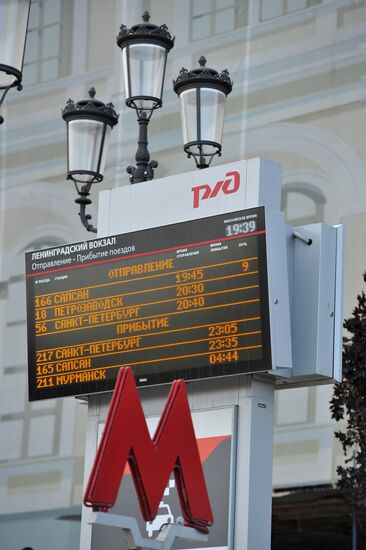 РЖД
ЛЕНИНГРАДСКИЙ ВОКЗАЛ МОСКОВСКОЕ ВРЕМЯ
Отправление - Прибытие поездов 19:39
№ ПОЕЗДА СТАНЦИЯ ВРЕМЯ ОТПРАВЛЕНИЯ ВРЕМЯ ПРИБЫТИЯ ПУТЬ
ОТПРАВЛЕНИЕ
166 САПСАН 19:45 9
18 ПЕТРОЗАВОДСК 20:30
56 САНКТ-ПЕТЕРБУРГ 20:40
ПРИБЫТИЕ
217 САНКТ-ПЕТЕРБУРГ 23:05
165 САПСАН 23:35
211 МУРМАНСК 04:44
М